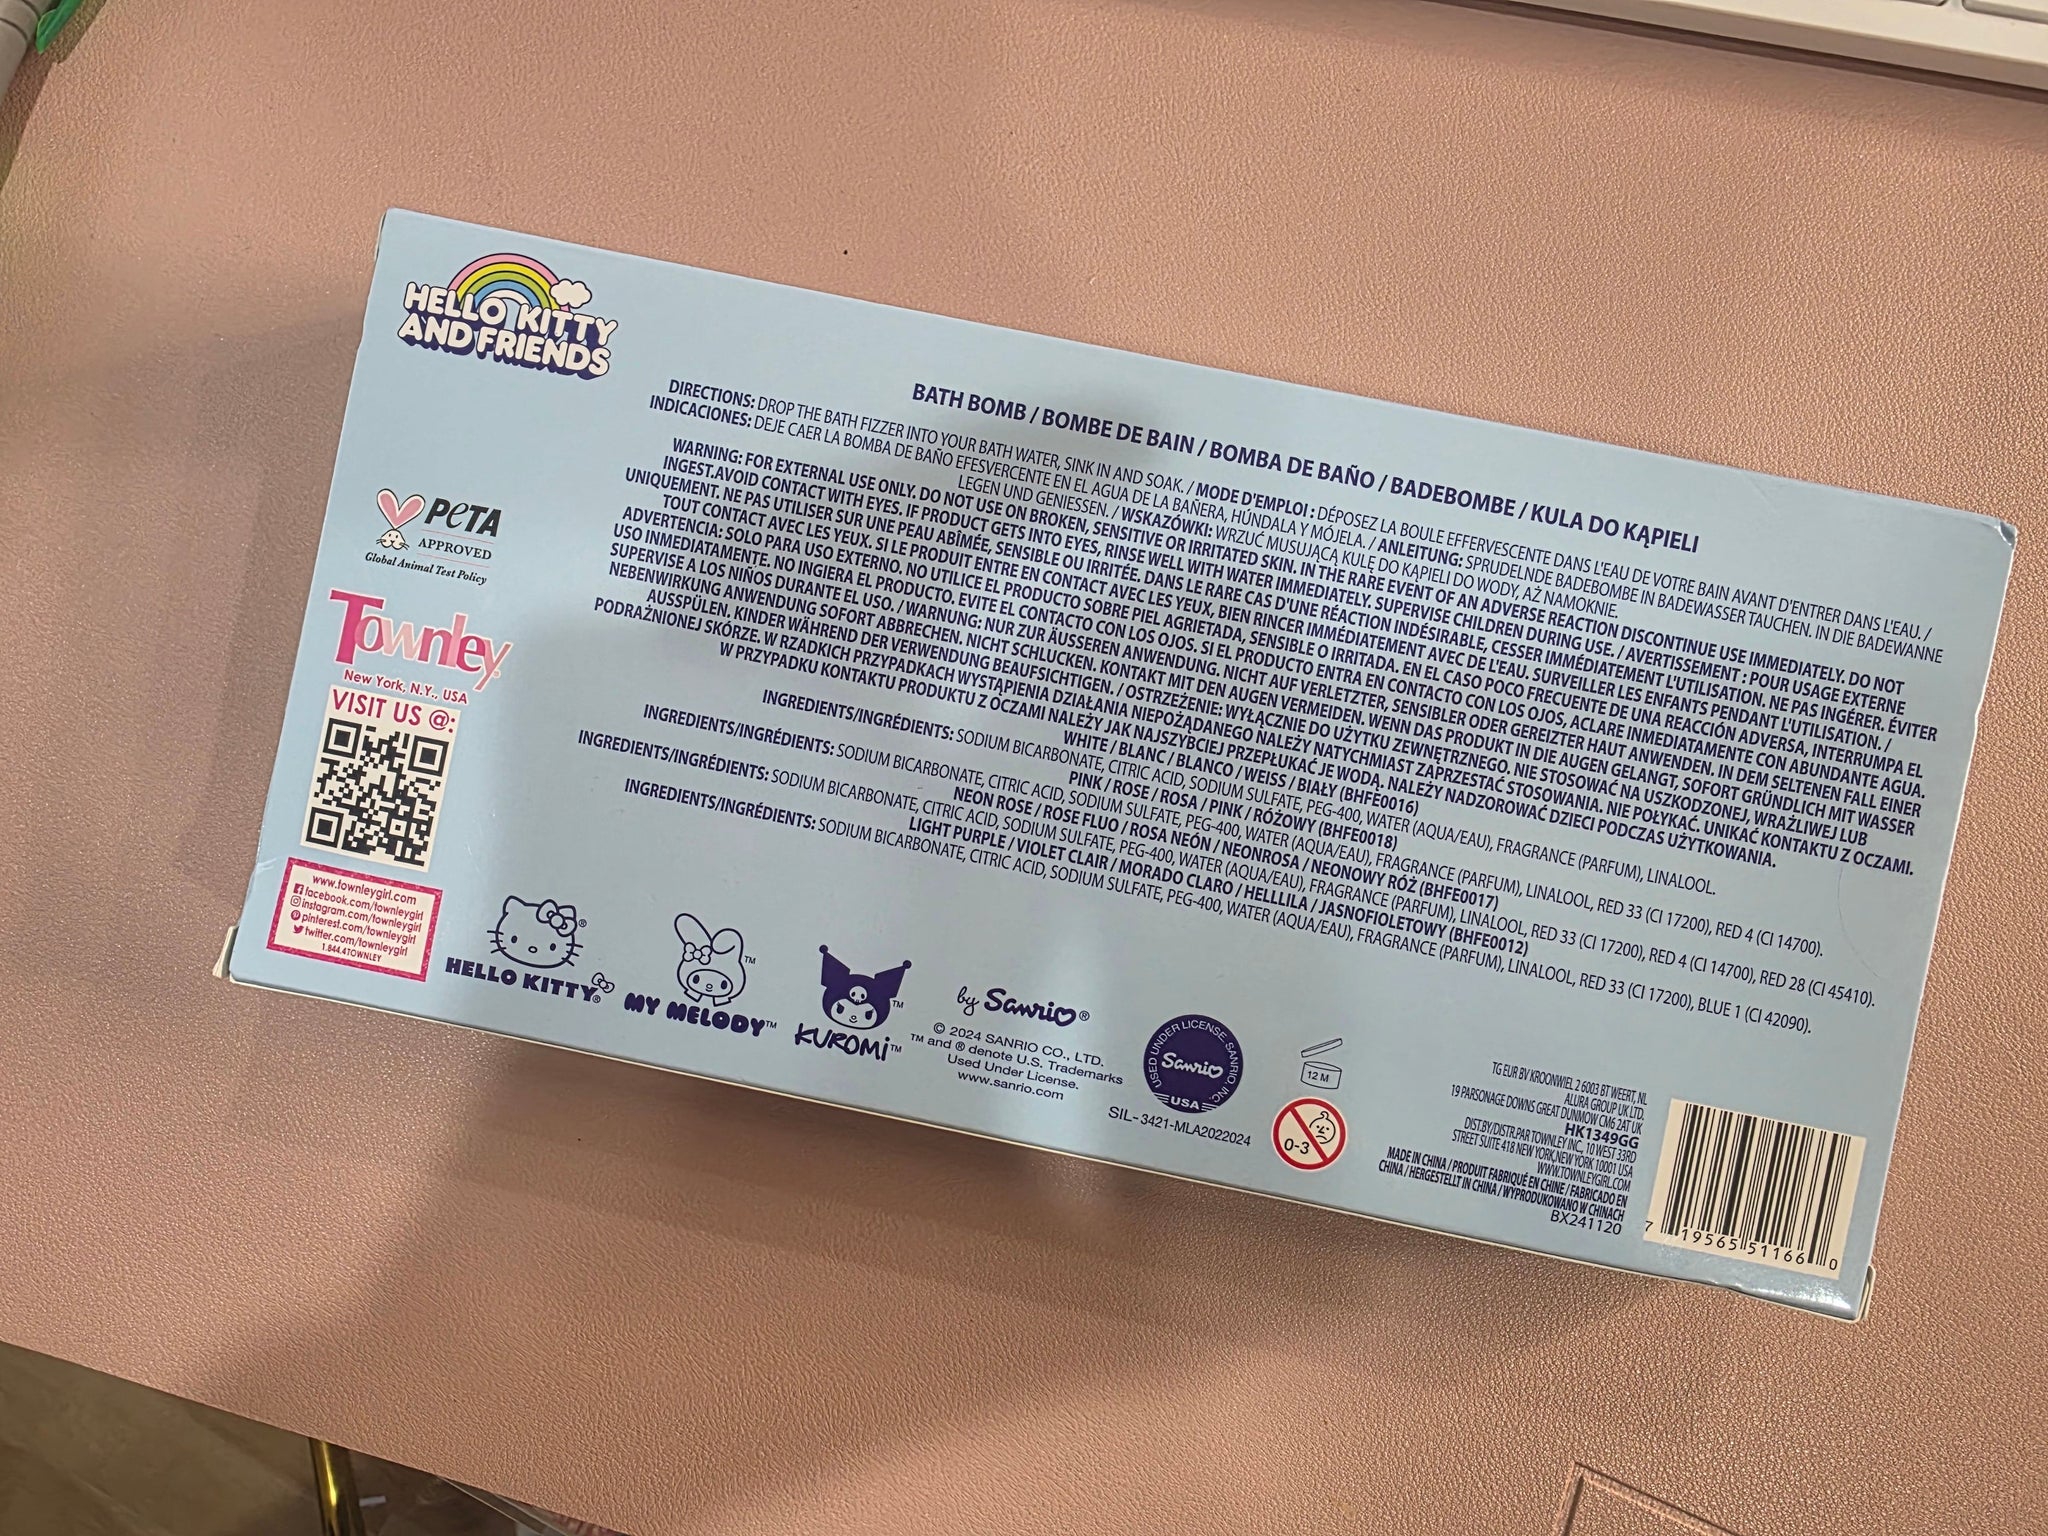 HELLO KITTY
AND FRIENDS
BATH BOMB / BOMBE DE BAIN / BOMBA DE BAÑO / BADEBOMBE / KULA DO KĄPIELI
DIRECTIONS: DROP THE BATH FIZZER INTO YOUR BATH WATER, SINK IN AND SOAK. / MODE D'EMPLOI : DÉPOSEZ LA BOULE EFFERVESCENTE DANS L'EAU DE VOTRE BAIN AVANT D'ENTRER DANS L'EAU. /
INDICACIONES: DEJE CAER LA BOMBA DE BAÑO EFESVERCENTE EN EL AGUA DE LA BAÑERA, HÚNDALA Y MÓJELA. / ANLEITUNG: SPRUDELNDE BADEBOMBE IN BADEWASSER TAUCHEN. IN DIE BADEWANNE
LEGEN UND GENIESSEN. / WSKAZÓWKI: WRZUĆ MUSUJĄCĄ KULĘ DO KĄPIELI DO WODY, AŻ NAMOKNIE.
WARNING: FOR EXTERNAL USE ONLY. DO NOT USE ON BROKEN, SENSITIVE OR IRRITATED SKIN. IN THE RARE EVENT OF AN ADVERSE REACTION DISCONTINUE USE IMMEDIATELY. DO NOT
INGEST.AVOID CONTACT WITH EYES. IF PRODUCT GETS INTO EYES, RINSE WELL WITH WATER IMMEDIATELY. SUPERVISE CHILDREN DURING USE. / AVERTISSEMENT : POUR USAGE EXTERNE
UNIQUEMENT. NE PAS UTILISER SUR UNE PEAU ABÎMÉE, SENSIBLE OU IRRITÉE. DANS LE RARE CAS D'UNE RÉACTION INDÉSIRABLE, CESSER IMMÉDIATEMENT L'UTILISATION. NE PAS INGÉRER. ÉVITER
TOUT CONTACT AVEC LES YEUX. SI LE PRODUIT ENTRE EN CONTACT AVEC LES YEUX, BIEN RINCER IMMÉDIATEMENT AVEC DE L'EAU. SURVEILLER LES ENFANTS PENDANT L'UTILISATION. /
ADVERTENCIA: SOLO PARA USO EXTERNO. NO UTILICE EL PRODUCTO SOBRE PIEL AGRIETADA, SENSIBLE O IRRITADA. EN EL CASO POCO FRECUENTE DE UNA REACCIÓN ADVERSA, INTERRUMPA EL
USO INMEDIATAMENTE. NO INGIERA EL PRODUCTO. EVITE EL CONTACTO CON LOS OJOS. SI EL PRODUCTO ENTRA EN CONTACTO CON LOS OJOS, ACLARE INMEDIATAMENTE CON ABUNDANTE AGUA.
SUPERVISE A LOS NIÑOS DURANTE EL USO. / WARNUNG: NUR ZUR ÄUSSEREN ANWENDUNG. NICHT AUF VERLETZTER, SENSIBLER ODER GEREIZTER HAUT ANWENDEN. IN DEM SELTENEN FALL EINER
NEBENWIRKUNG ANWENDUNG SOFORT ABBRECHEN. NICHT SCHLUCKEN. KONTAKT MIT DEN AUGEN VERMEIDEN. WENN DAS PRODUKT IN DIE AUGEN GELANGT, SOFORT GRÜNDLICH MIT WASSER
AUSSPÜLEN. KINDER WÄHREND DER VERWENDUNG BEAUFSICHTIGEN. / OSTRZEŻENIE: WYŁĄCZNIE DO UŻYTKU ZEWNĘTRZNEGO. NIE STOSOWAĆ NA USZKODZONEJ, WRAŻLIWEJ LUB
PODRAŻNIONEJ SKÓRZE. W RZADKICH PRZYPADKACH WYSTĄPIENIA DZIAŁANIA NIEPOŻĄDANEGO NALEŻY NATYCHMIAST ZAPRZESTAĆ STOSOWANIA. NIE POŁYKAĆ. UNIKAĆ KONTAKTU Z OCZAMI.
W PRZYPADKU KONTAKTU PRODUKTU Z OCZAMI NALEŻY JAK NAJSZYBCIEJ PRZEPŁUKAĆ JE WODĄ. NALEŻY NADZOROWAĆ DZIECI PODCZAS UŻYTKOWANIA.
WHITE / BLANC / BLANCO / WEISS / BIAŁY (BHFE0016)
INGREDIENTS/INGRÉDIENTS: SODIUM BICARBONATE, CITRIC ACID, SODIUM SULFATE, PEG-400, WATER (AQUA/EAU), FRAGRANCE (PARFUM), LINALOOL.
PINK / ROSE / ROSA / PINK / RÓŻOWY (BHFE0018)
INGREDIENTS/INGRÉDIENTS: SODIUM BICARBONATE, CITRIC ACID, SODIUM SULFATE, PEG-400, WATER (AQUA/EAU), FRAGRANCE (PARFUM), LINALOOL, RED 33 (CI 17200), RED 4 (CI 14700).
NEON ROSE / ROSE FLUO / ROSA NEÓN / NEONROSA / NEONOWY RÓŻ (BHFE0017)
INGREDIENTS/INGRÉDIENTS: SODIUM BICARBONATE, CITRIC ACID, SODIUM SULFATE, PEG-400, WATER (AQUA/EAU), FRAGRANCE (PARFUM), LINALOOL, RED 33 (CI 17200), RED 4 (CI 14700), RED 28 (CI 45410).
LIGHT PURPLE / VIOLET CLAIR / MORADO CLARO / HELLLILA / JASNOFIOLETOWY (BHFE0012)
INGREDIENTS/INGRÉDIENTS: SODIUM BICARBONATE, CITRIC ACID, SODIUM SULFATE, PEG-400, WATER (AQUA/EAU), FRAGRANCE (PARFUM), LINALOOL, RED 33 (CI 17200), BLUE 1 (CI 42090).
PETA
APPROVED
Global Animal Test Policy
Townley®
New York, N.Y., USA
VISIT US @:
www.townleygirl.com
facebook.com/townleygirl
instagram.com/townleygirl
pinterest.com/townleygirl
twitter.com/townleygirl
1.844.4TOWNLEY
HELLO KITTY®
MY MELODY™
KUROMI™
by Sanrio®
© 2024 SANRIO CO., LTD.
™ and ® denote U.S. Trademarks
Used Under License.
www.sanrio.com
USED UNDER LICENSE. SANRIO, INC.
Sanrio
USA
SIL-3421-MLA2022024
12 M
0-3
TG EUR BV KROONWIEL 2 6003 BT WEERT, NL
ALURA GROUP UK LTD.
19 PARSONAGE DOWNS GREAT DUNMOW CM6 2AT UK
HK1349GG
DIST.BY/DISTR.PAR TOWNLEY INC, 10 WEST 33RD
STREET SUITE 418 NEW YORK,NEW YORK 10001 USA
WWW.TOWNLEYGIRL.COM
MADE IN CHINA / PRODUIT FABRIQUÉ EN CHINE / FABRICADO EN
CHINA / HERGESTELLT IN CHINA / WYPRODUKOWANO W CHINACH
BX241120
7 19565 51166 0